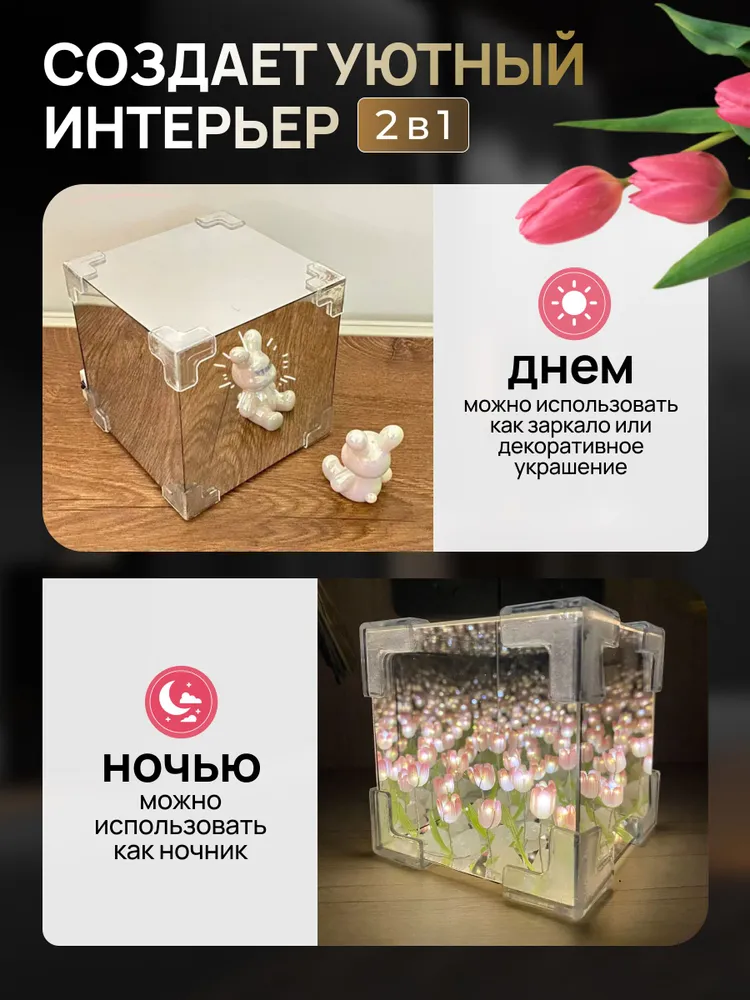 СОЗДАЕТ УЮТНЫЙ
ИНТЕРЬЕР 2 в 1
днем
можно использовать
как заркало или
декоративное
украшение
ночью
можно
использовать
как ночник